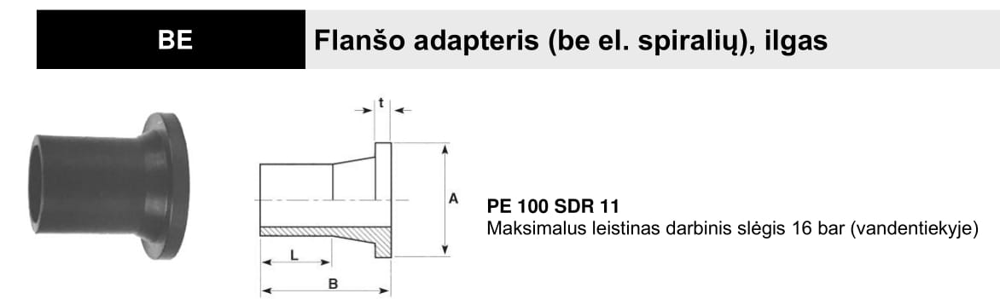 BE
Flanšo adapteris (be el. spiralių), ilgas
t
A
PE 100 SDR 11
Maksimalus leistinas darbinis slėgis 16 bar (vandentiekyje)
L
B